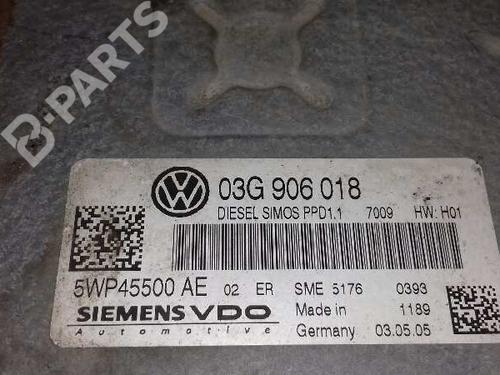 B-PARTS
03G 906 018
DIESEL SIMOS PPD1.1 7009 HW: H01
5WP45500 AE 02 ER SME 5176 0393
SIEMENS VDO Made in 1189
Automotive Germany 03.05.05